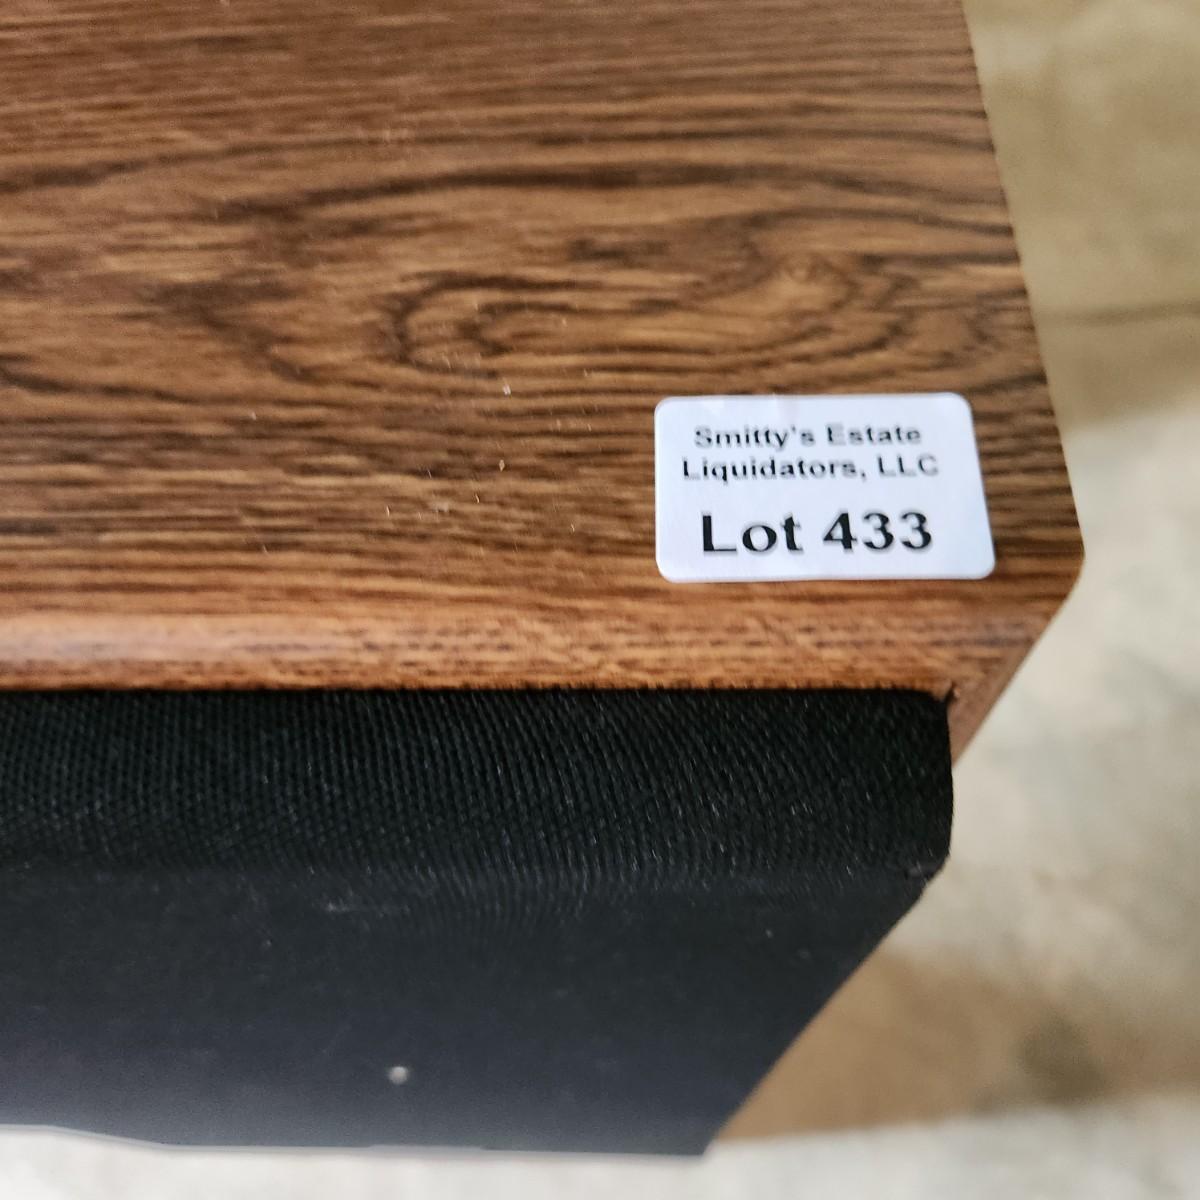 Smitty's Estate
Liquidators, LLC
Lot 433